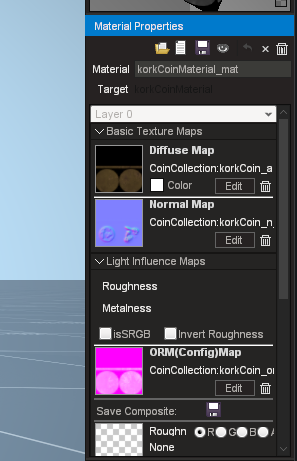 Material Properties
Material korkCoinMaterial_mat
Target korkCoinMaterial
Layer 0
Basic Texture Maps
Diffuse Map
CoinCollection:korkCoin_a
Color Edit
Normal Map
CoinCollection:korkCoin_n_
Edit
Light Influence Maps
Roughness
Metalness
isSRGB Invert Roughness
ORM(Config)Map
CoinCollection:korkCoin_or
Edit
Save Composite:
Roughn R G B A
None